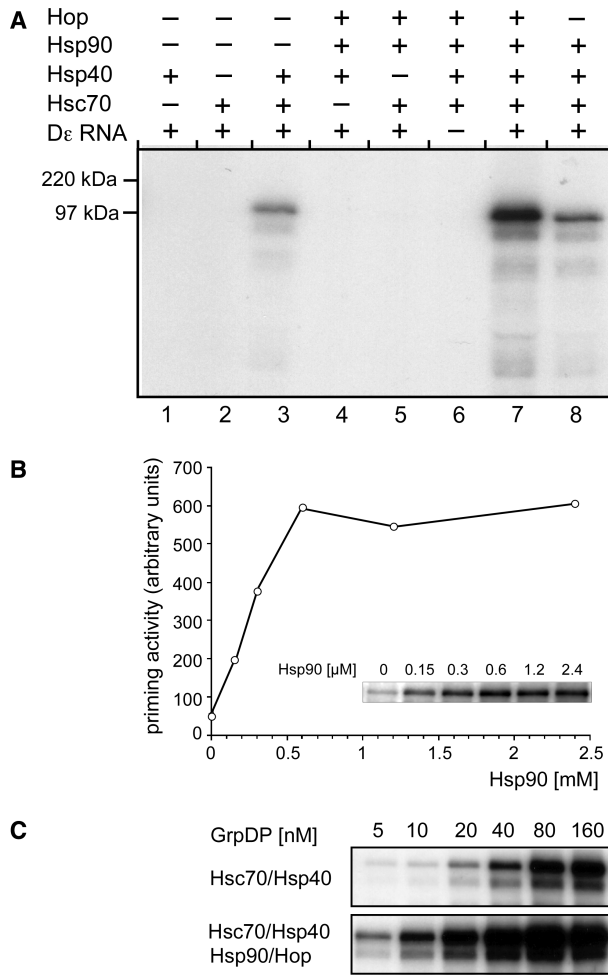 A
Hop – – – + + + + –
Hsp90 – – – + + + + +
Hsp40 + – + + – + + +
Hsc70 – + + – + + + +
Dε RNA + + + + + – + +
220 kDa
97 kDa
1 2 3 4 5 6 7 8
B
priming activity (arbitrary units)
700
600
500
400
300
200
100
0
Hsp90 [µM] 0 0.15 0.3 0.6 1.2 2.4
0 0.5 1 1.5 2 2.5
Hsp90 [mM]
C
GrpDP [nM] 5 10 20 40 80 160
Hsc70/Hsp40
Hsc70/Hsp40
Hsp90/Hop